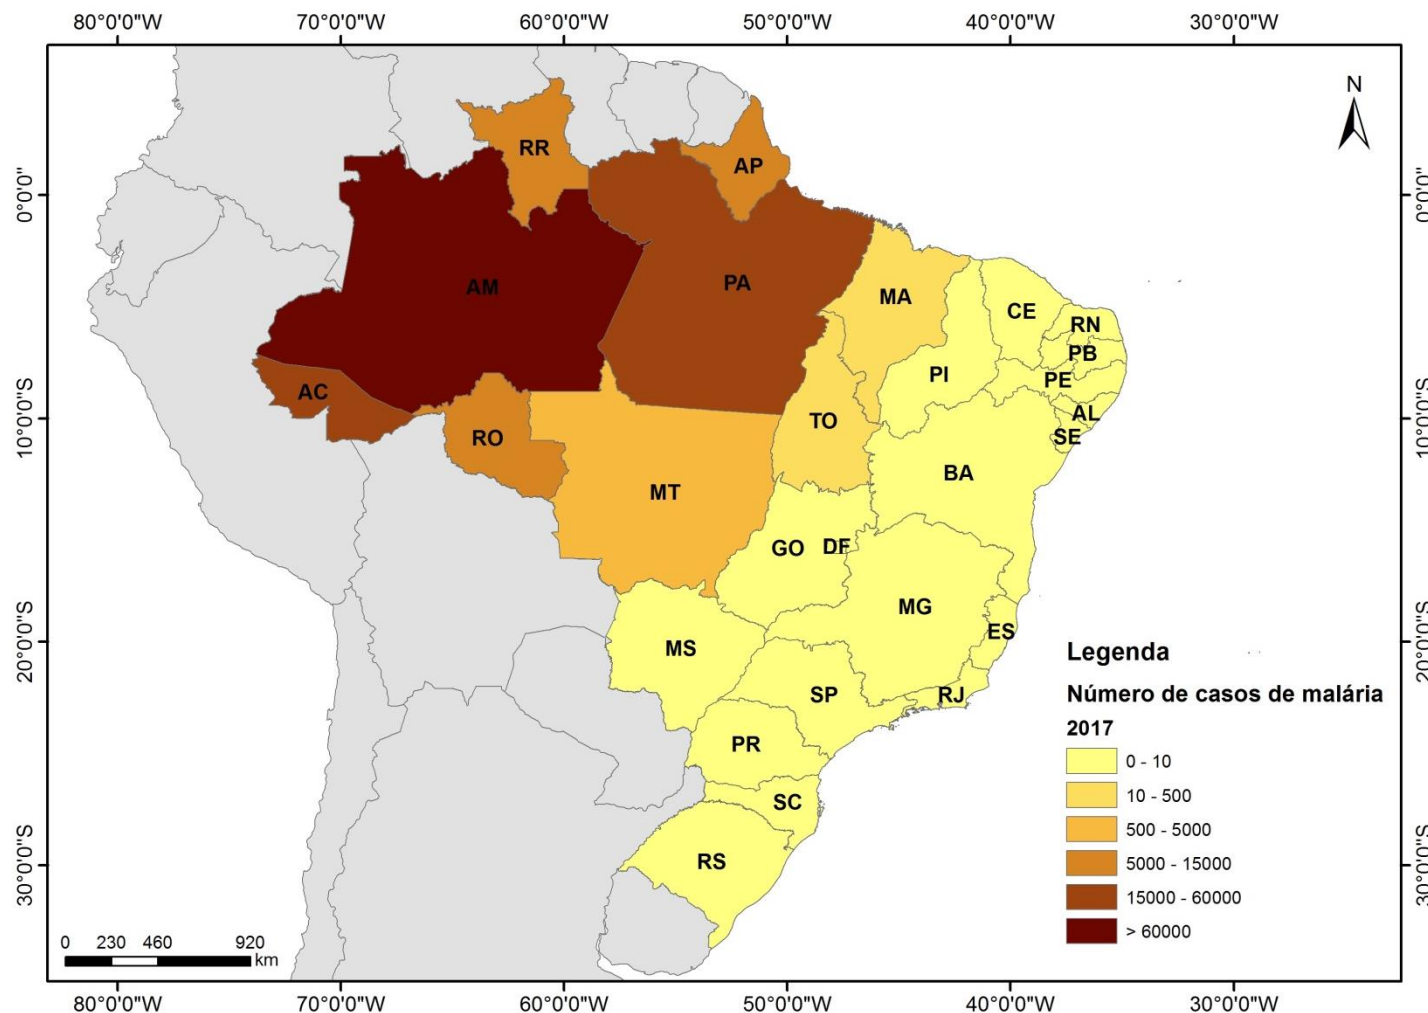 80°0'0"W 70°0'0"W 60°0'0"W 50°0'0"W 40°0'0"W 30°0'0"W
N
RR
AP
0°0'0" 0°0'0"
AM
PA
MA
CE
RN
PB
PI
PE
AC
AL
TO
SE
10°0'0"S 10°0'0"S
RO
BA
MT
GO
DF
MG
ES
20°0'0"S 20°0'0"S
MS
SP
RJ
PR
SC
RS
30°0'0"S 30°0'0"S
Legenda
Número de casos de malária
2017
0 - 10
10 - 500
500 - 5000
5000 - 15000
15000 - 60000
> 60000
0 230 460 920
km
80°0'0"W 70°0'0"W 60°0'0"W 50°0'0"W 40°0'0"W 30°0'0"W